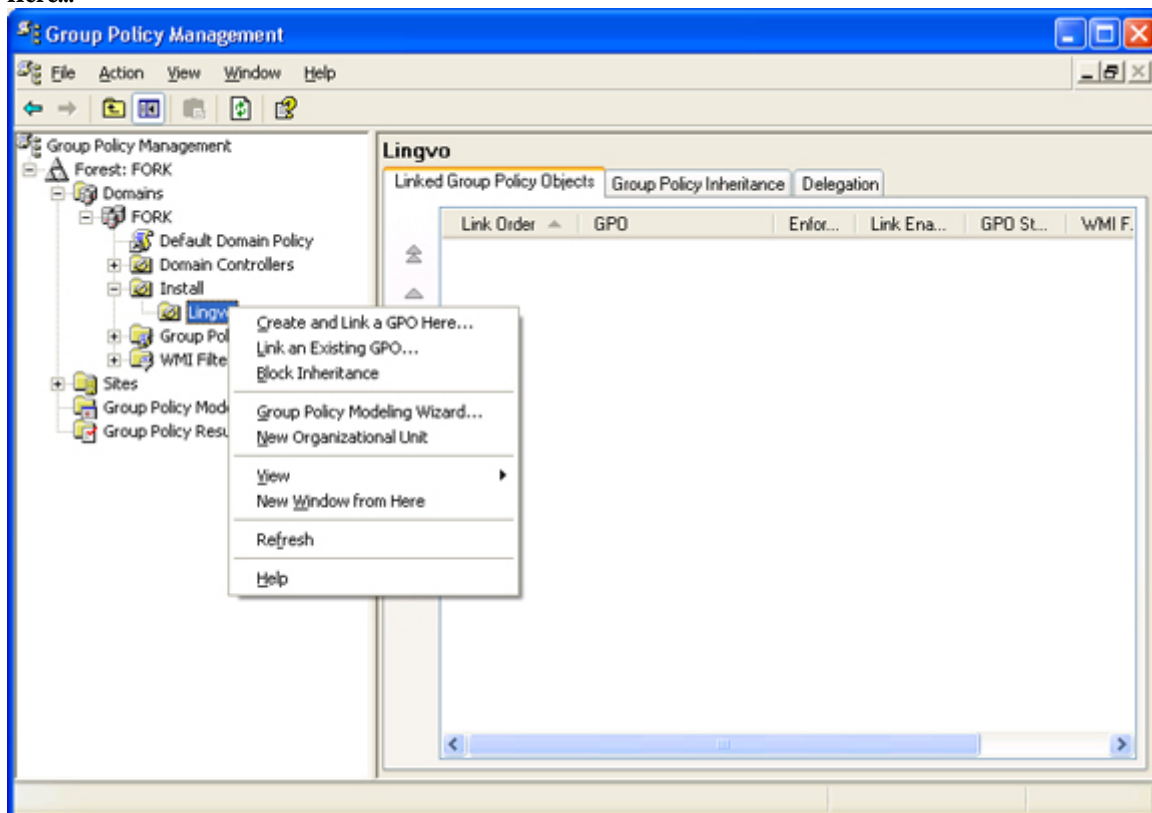 Here...
Group Policy Management
File Action View Window Help
Group Policy Management
Forest: FORK
Domains
FORK
Default Domain Policy
Domain Controllers
Install
Lingv
Group Pol
WMI Filte
Sites
Group Policy Mod
Group Policy Resu
Lingvo
Linked Group Policy Objects Group Policy Inheritance Delegation
Link Order GPO Enfor... Link Ena... GPO St... WMI F.
Create and Link a GPO Here...
Link an Existing GPO...
Block Inheritance
Group Policy Modeling Wizard...
New Organizational Unit
View
New Window from Here
Refresh
Help